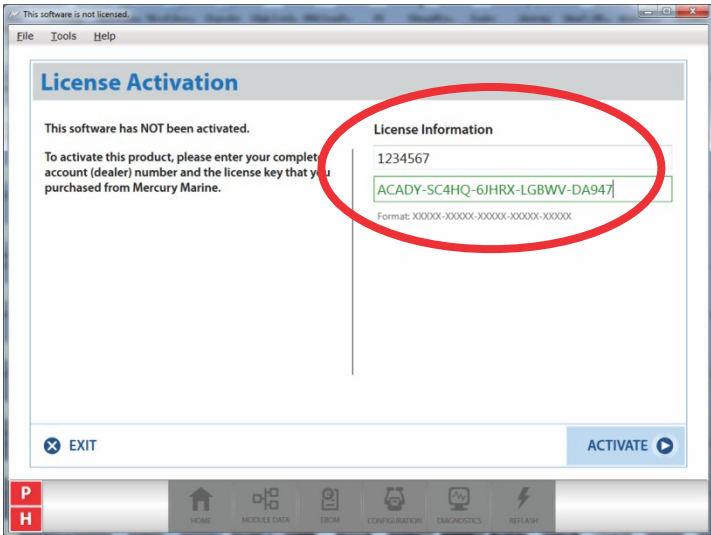 This software is not licensed.
File Tools Help
License Activation
This software has NOT been activated.
To activate this product, please enter your complete
account (dealer) number and the license key that you
purchased from Mercury Marine.
License Information
1234567
ACADY-SC4HQ-6JHRX-LGBWV-DA947
Format: XXXXX-XXXXX-XXXXX-XXXXX-XXXXX
EXIT
ACTIVATE
P
H
HOME MODULE DATA EROM CONFIGURATION DIAGNOSTICS REFLASH